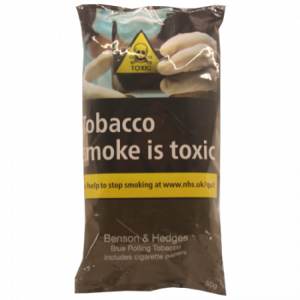 TOXIC
Tobacco
smoke is toxic
help to stop smoking at www.nhs.uk/quit
Benson & Hedges
Blue Rolling Tobacco
Includes cigarette papers